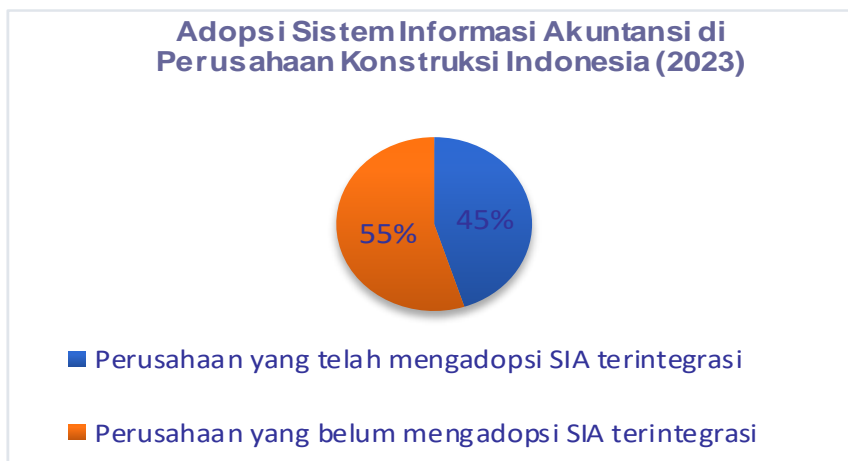 Adopsi Sistem Informasi Akuntansi di
Perusahaan Konstruksi Indonesia (2023)
55%
45%
Perusahaan yang telah mengadopsi SIA terintegrasi
Perusahaan yang belum mengadopsi SIA terintegrasi